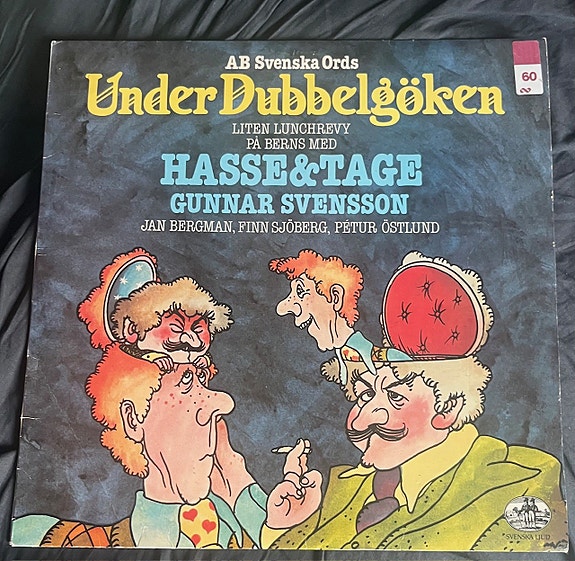 AB Svenska Ords
Under Dubbelgöken
LITEN LUNCHREVY
PÅ BERNS MED
HASSE&TAGE
GUNNAR SVENSSON
JAN BERGMAN, FINN SJÖBERG, PÉTUR ÖSTLUND
60
SVENSKA LJUD